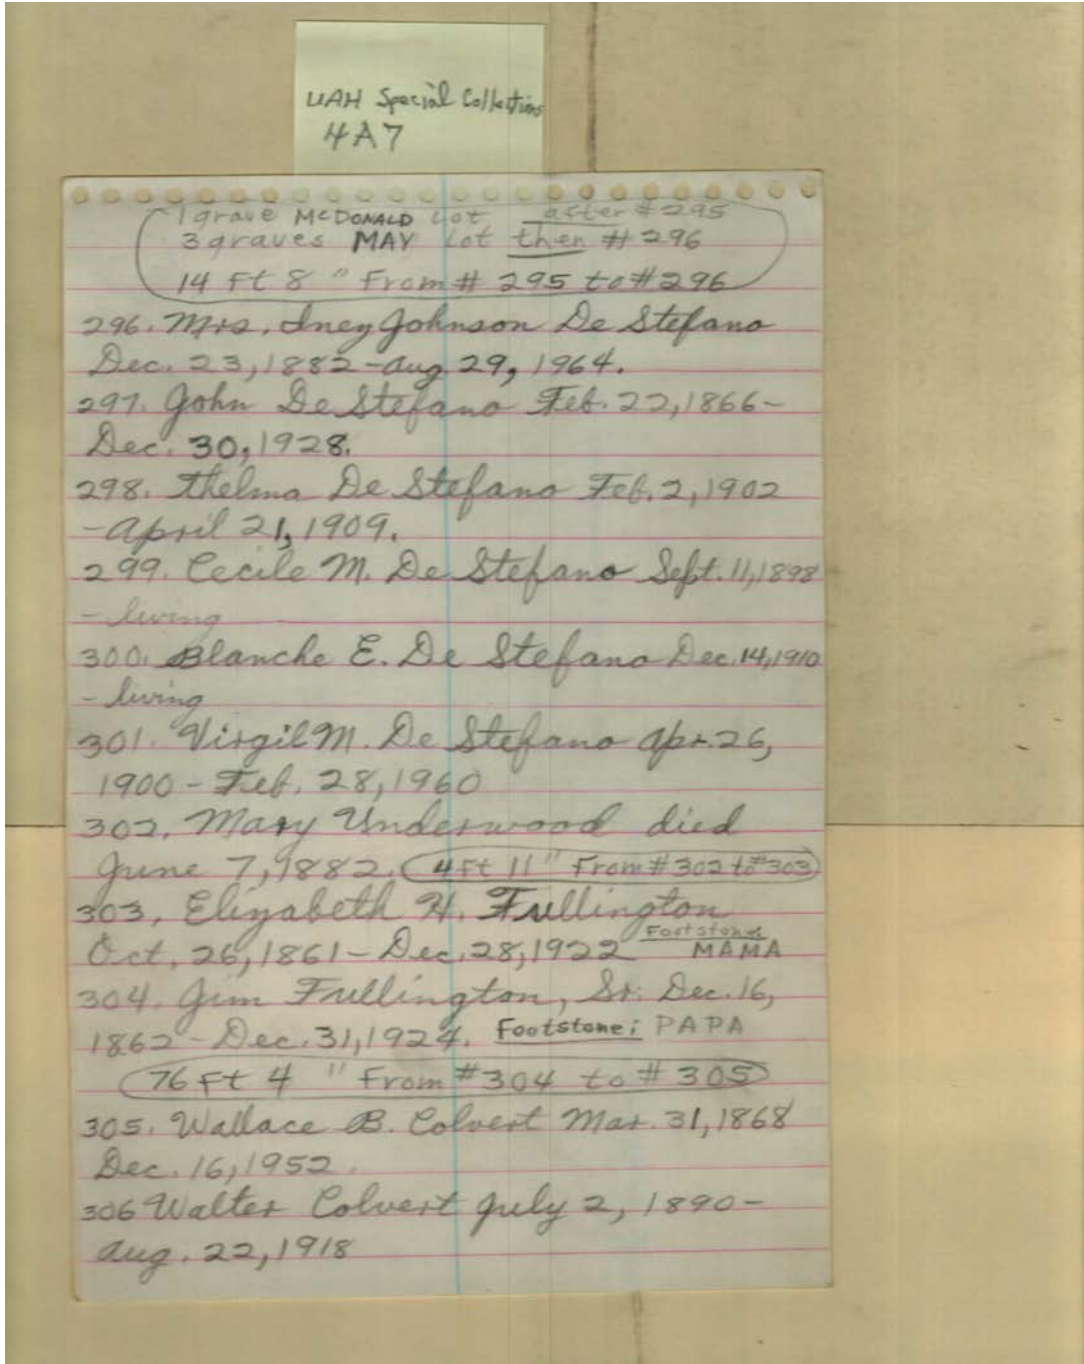 UAH Special Collections
4A7
1 grave McDONALD Lot after #295
3 graves MAY Lot then #296
14 Ft 8 " From # 295 to #296
296. Mrs. Iney Johnson De Stefano
Dec. 23, 1882 - Aug 29, 1964.
297. John De Stefano Feb. 22, 1866 -
Dec. 30, 1928.
298. Thelma De Stefano Feb. 2, 1902
- April 21, 1909.
299. Cecile M. De Stefano Sept. 11, 1898
- living
300. Blanche E. De Stefano Dec. 14, 1910
- living
301. Virgil M. De Stefano Apr. 26,
1900 - Feb. 28, 1960
302. Mary Underwood died
June 7, 1882. 4 Ft 11 " From # 302 to #303
303. Elizabeth H. Fullington
Oct. 26, 1861 - Dec. 28, 1922 Footstone: MAMA
304. Jim Fullington, Sr. Dec. 16,
1862 - Dec. 31, 1924. Footstone: PAPA
76 Ft 4 " From #304 to # 305
305. Wallace B. Colvert Mar. 31, 1868
Dec. 16, 1952.
306 Walter Colvert July 2, 1890 -
Aug. 22, 1918